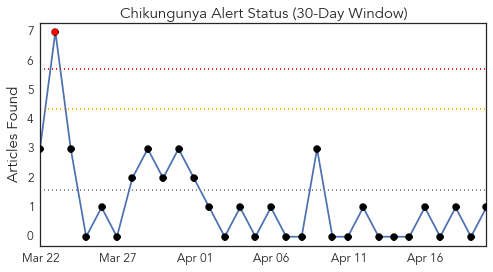 Chikungunya Alert Status (30-Day Window)
Articles Found
7
6
5
4
3
2
1
0
Mar 22 Mar 27 Apr 01 Apr 06 Apr 11 Apr 16